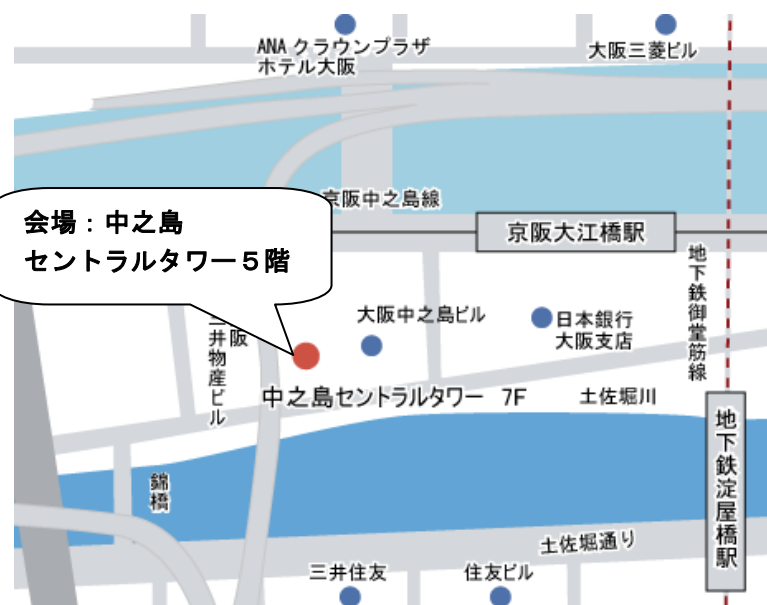 ANA クラウンプラザ
ホテル大阪
大阪三菱ビル
京阪中之島線
会場：中之島
セントラルタワー５階
京阪大江橋駅
地下鉄御堂筋線
大阪中之島ビル
日本銀行
大阪支店
阪
三井物産ビル
中之島セントラルタワー 7F
土佐堀川
地下鉄淀屋橋駅
錦橋
土佐堀通り
三井住友
住友ビル